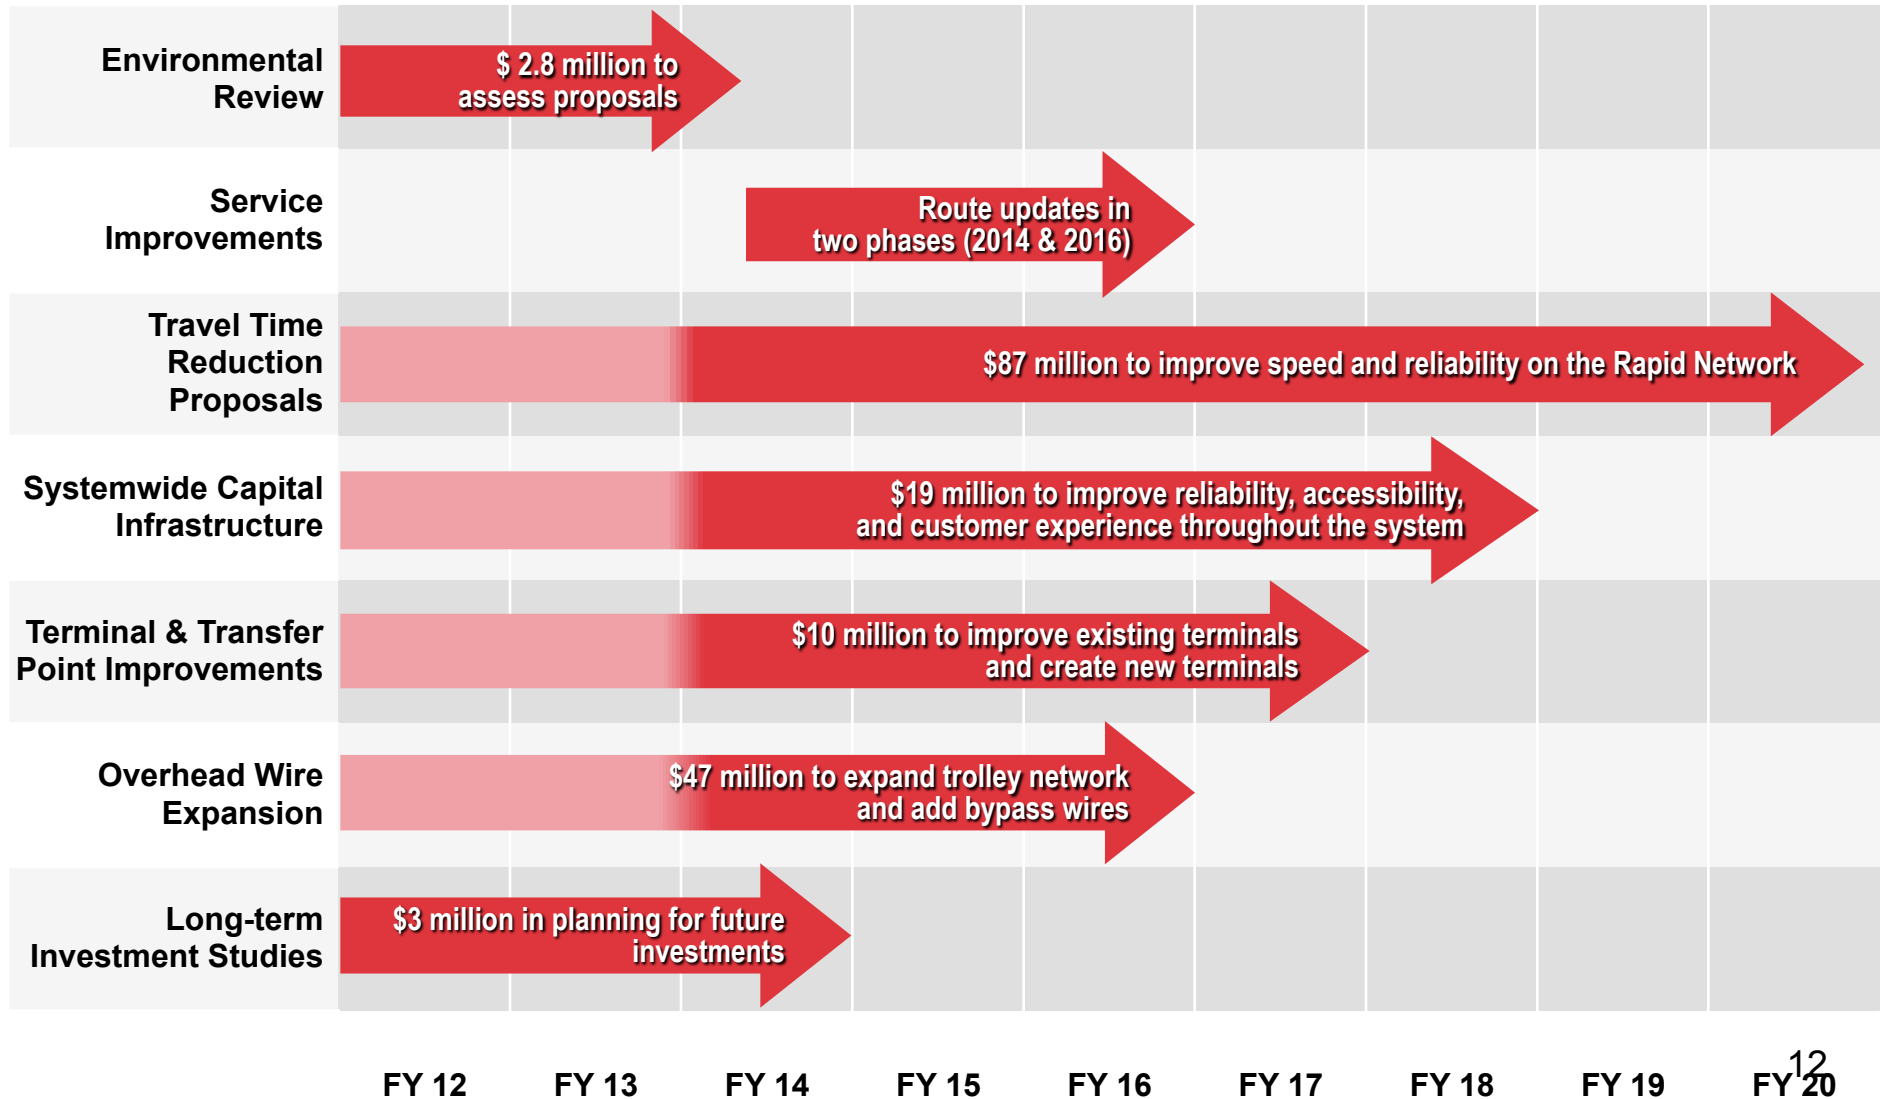 Environmental
Review
$ 2.8 million to
assess proposals
Service
Improvements
Route updates in
two phases (2014 & 2016)
Travel Time
Reduction
Proposals
$87 million to improve speed and reliability on the Rapid Network
Systemwide Capital
Infrastructure
$19 million to improve reliability, accessibility,
and customer experience throughout the system
Terminal & Transfer
Point Improvements
$10 million to improve existing terminals
and create new terminals
Overhead Wire
Expansion
$47 million to expand trolley network
and add bypass wires
Long-term
Investment Studies
$3 million in planning for future
investments
FY 12 FY 13 FY 14 FY 15 FY 16 FY 17 FY 18 FY 19 FY 20
12